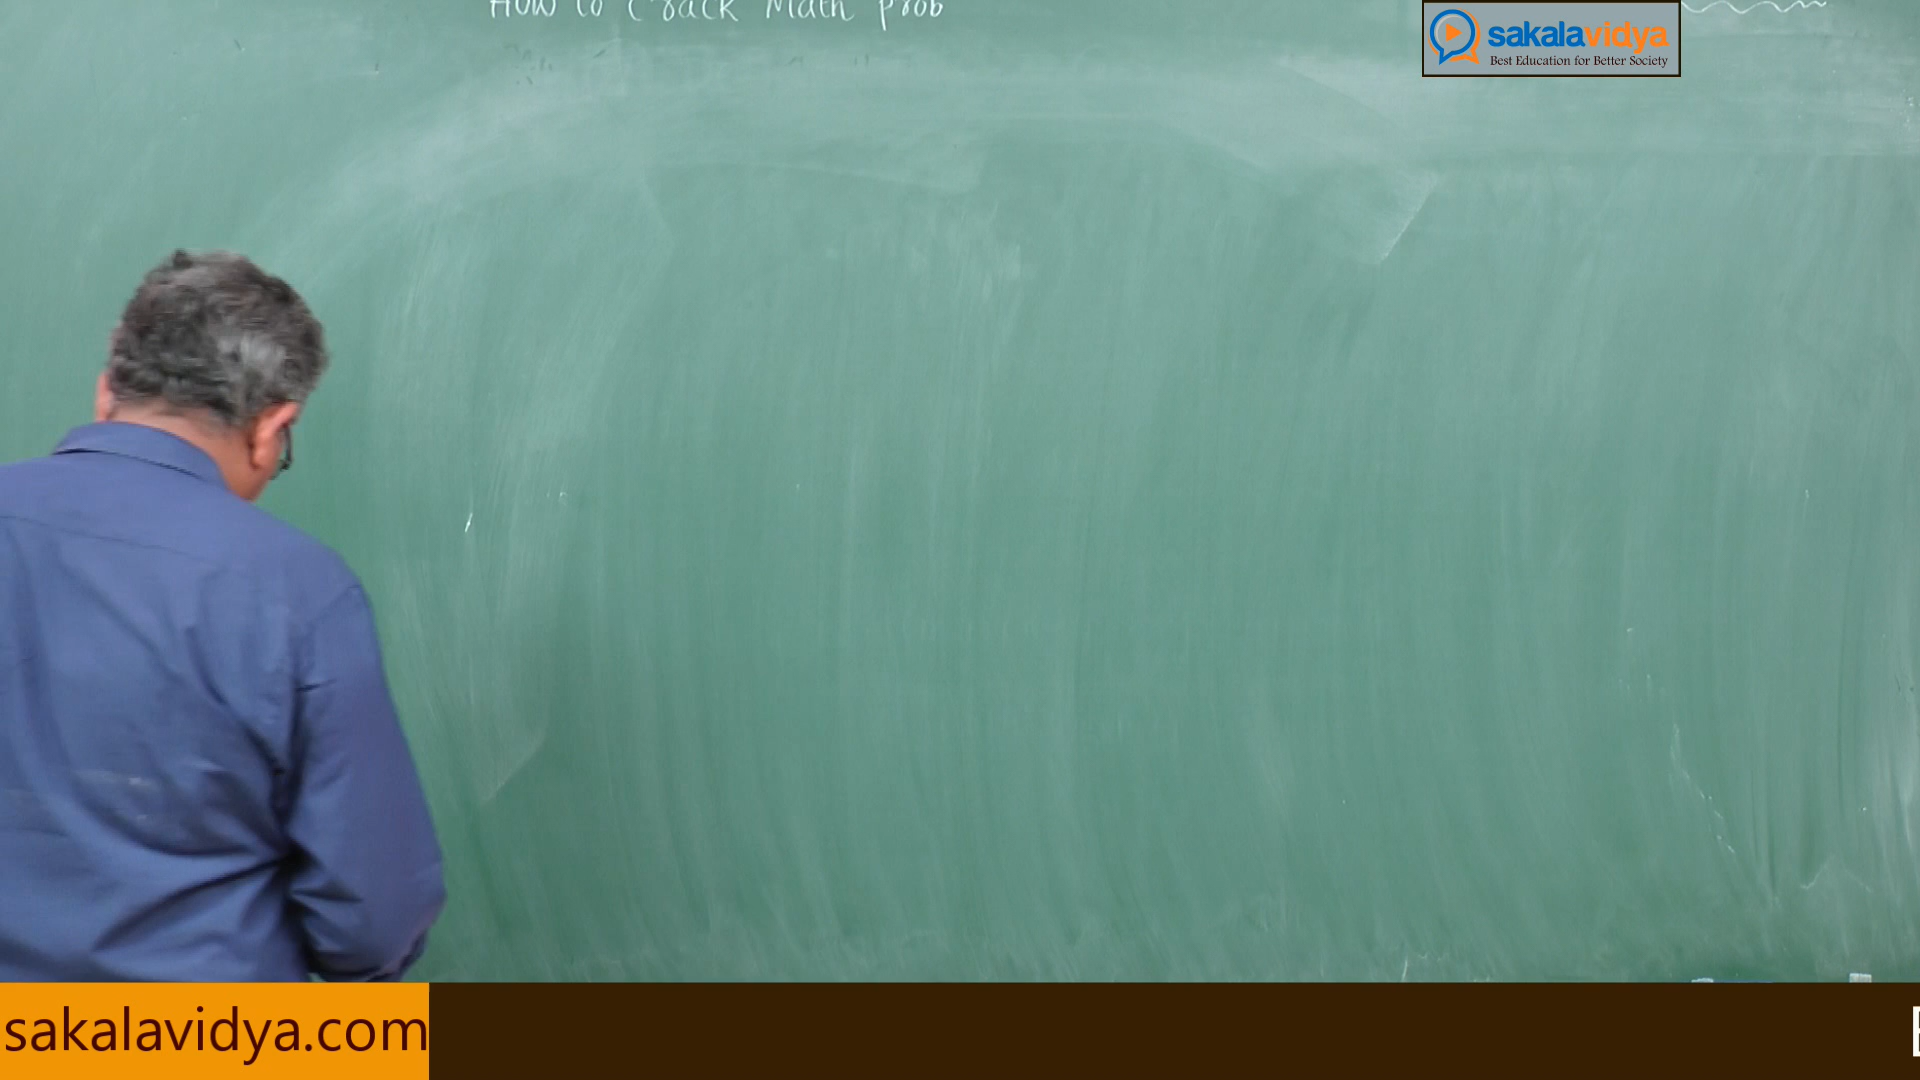 How to Crack Math Prob
sakalavidya
Best Education for Better Society
sakalavidya.com